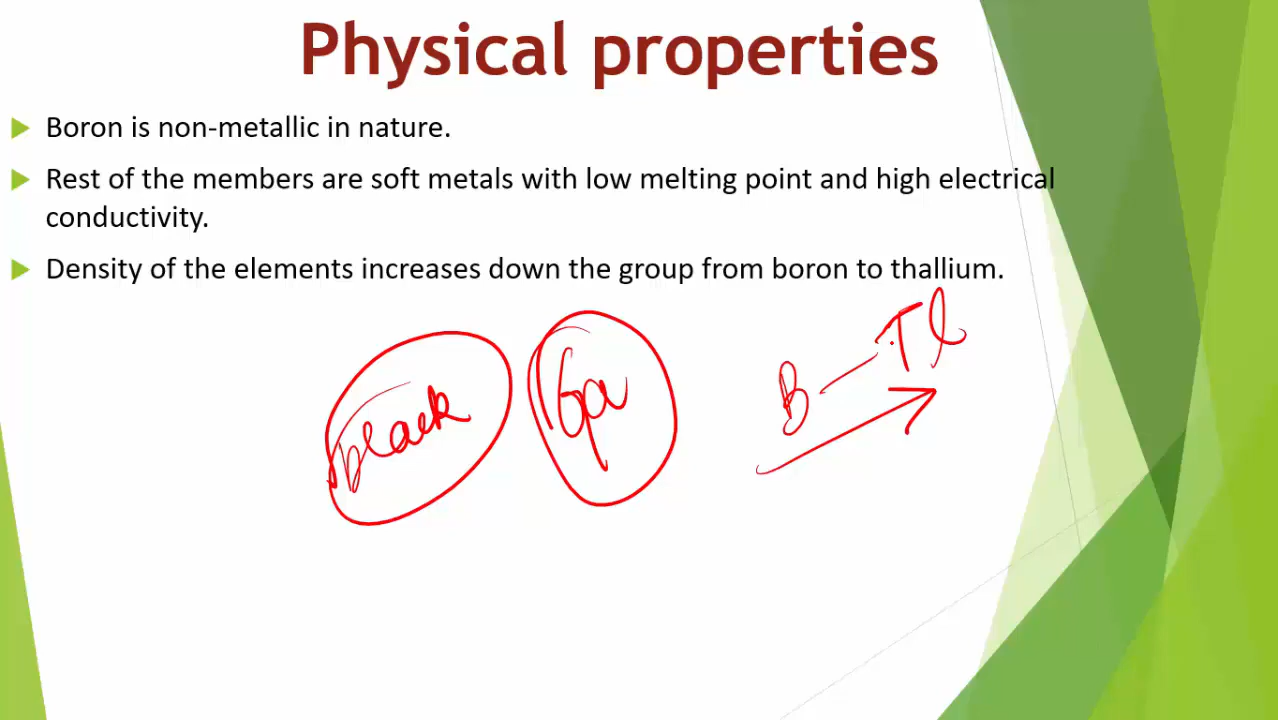 Physical properties
Boron is non-metallic in nature.
Rest of the members are soft metals with low melting point and high electrical
conductivity.
Density of the elements increases down the group from boron to thallium.
B — Tl
black